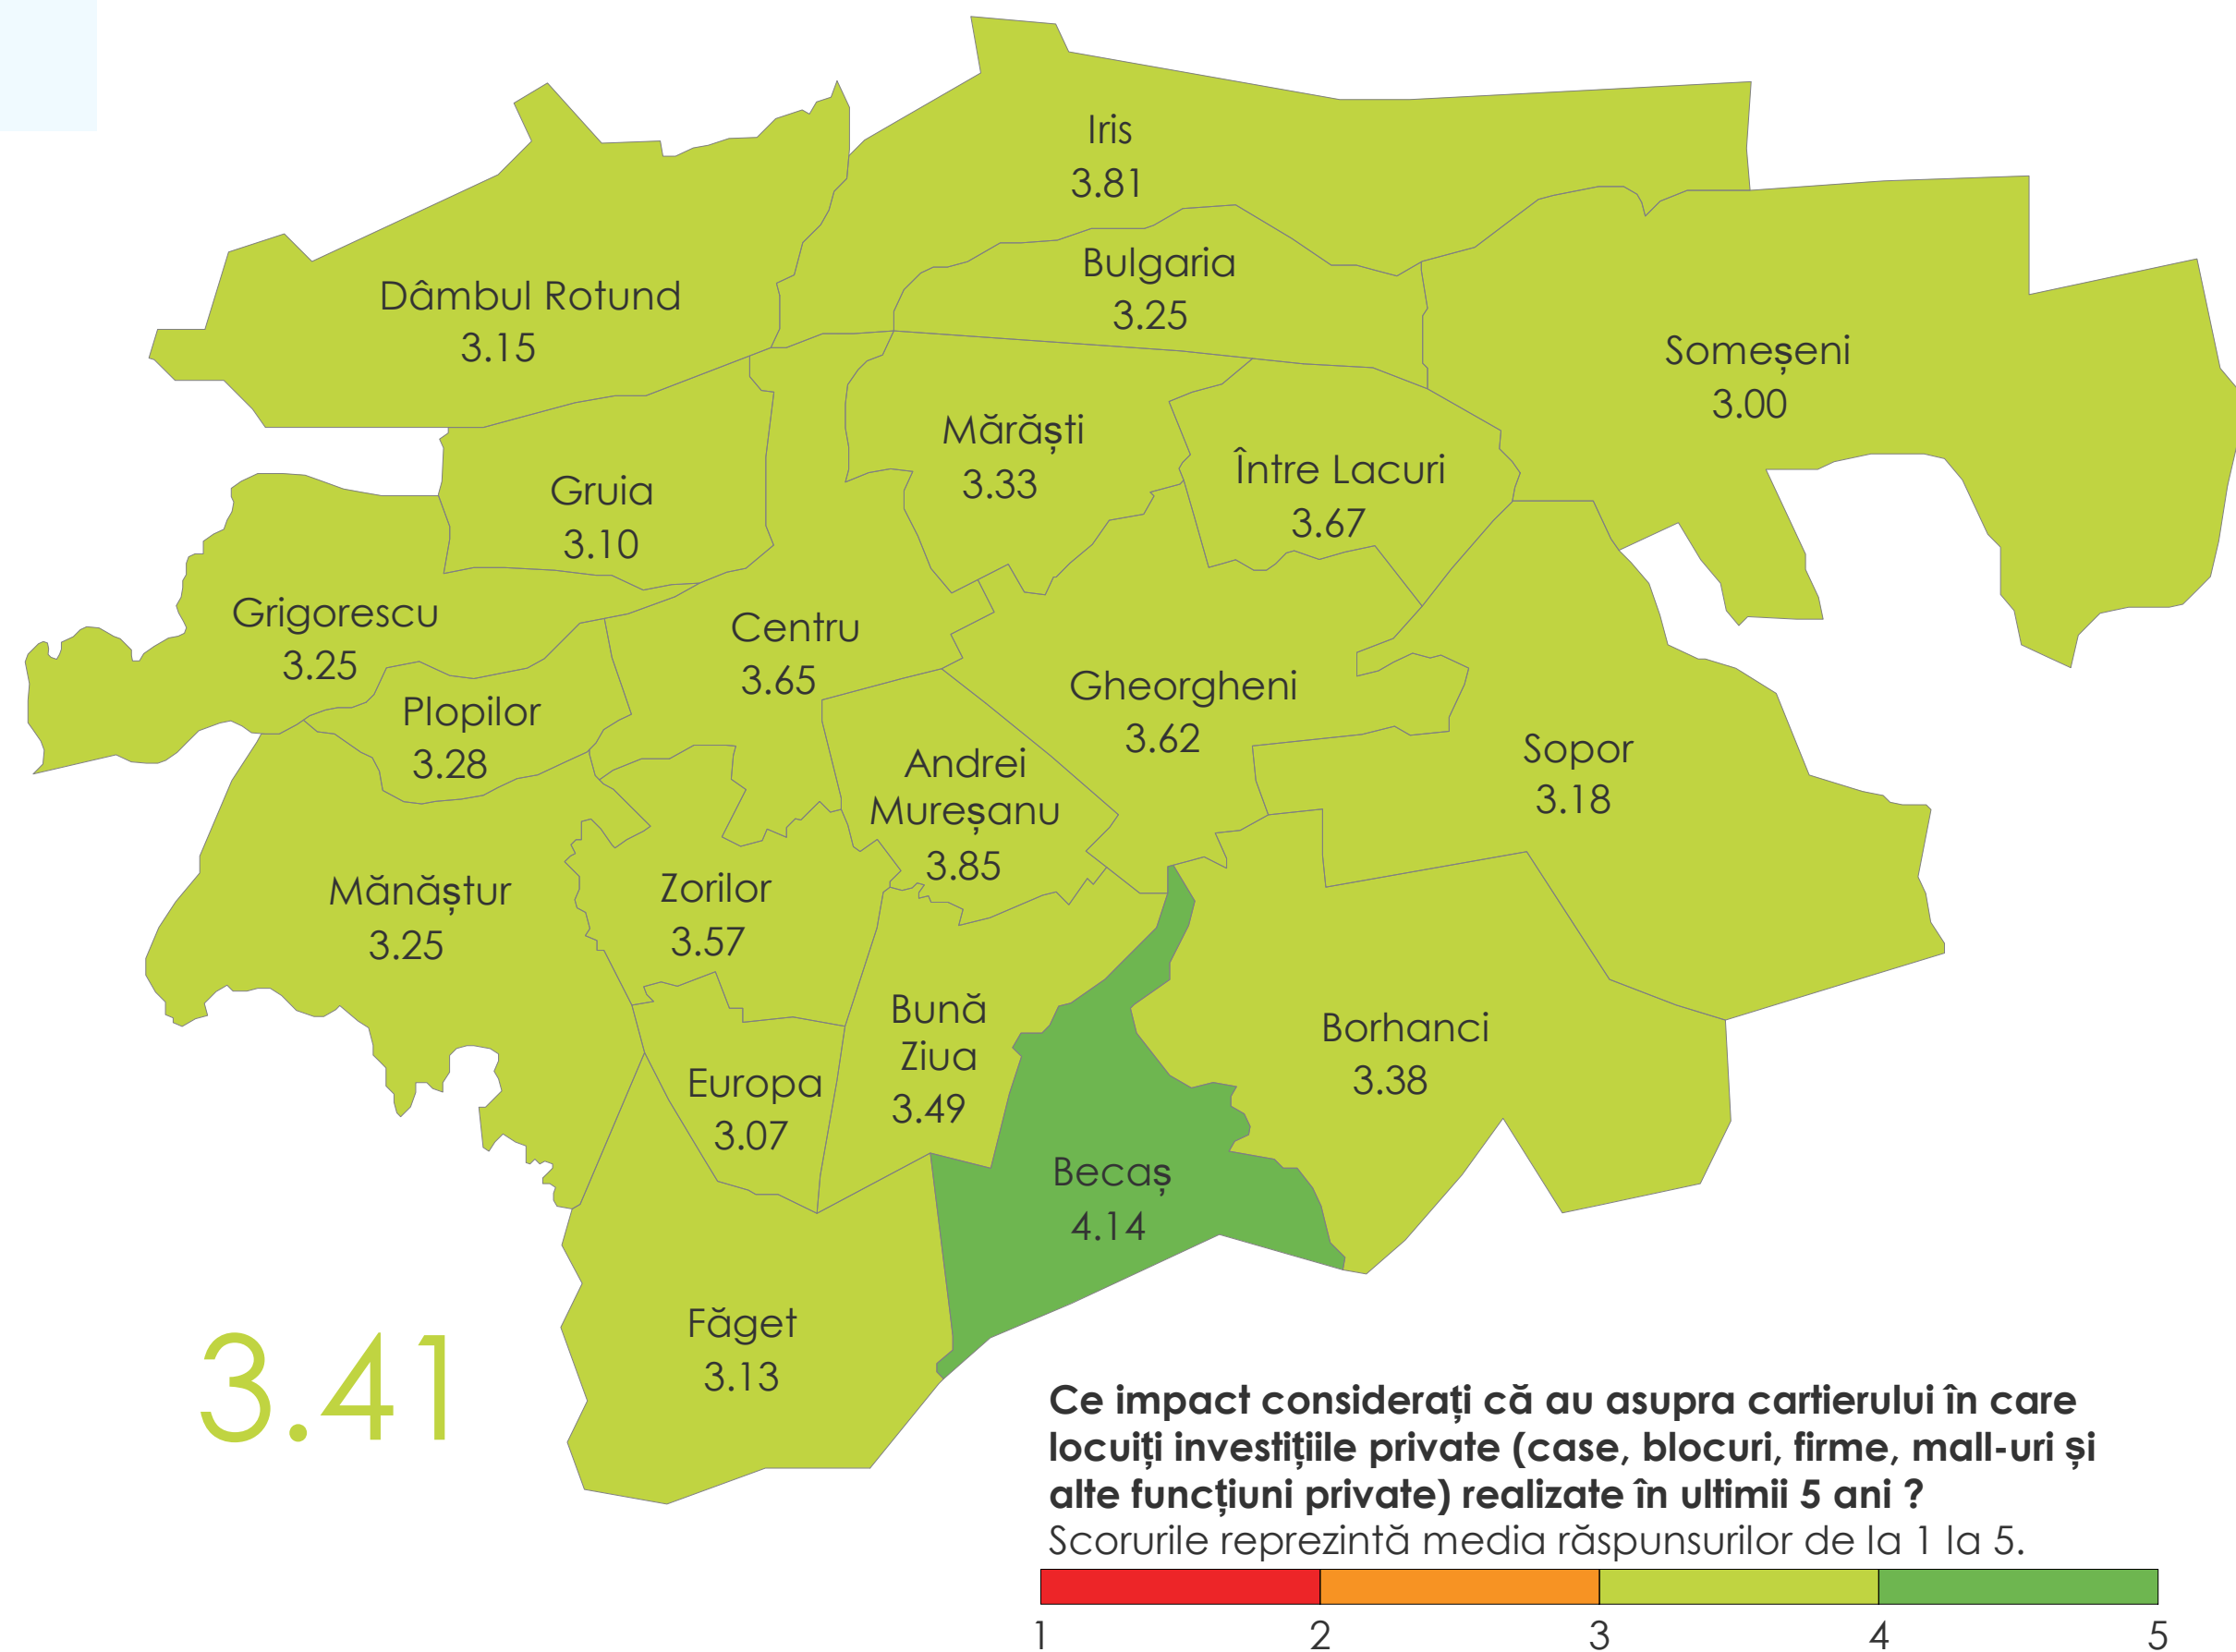 Iris
3.81
Bulgaria
3.25
Dâmbul Rotund
3.15
Someșeni
3.00
Mărăști
3.33
Între Lacuri
3.67
Gruia
3.10
Grigorescu
3.25
Centru
3.65
Gheorgheni
3.62
Plopilor
3.28
Sopor
3.18
Andrei
Mureșanu
3.85
Mănăștur
3.25
Zorilor
3.57
Bună
Ziua
3.49
Borhanci
3.38
Europa
3.07
Becaș
4.14
Făget
3.13
3.41
Ce impact considerați că au asupra cartierului în care
locuiți investițiile private (case, blocuri, firme, mall-uri și
alte funcțiuni private) realizate în ultimii 5 ani ?
Scorurile reprezintă media răspunsurilor de la 1 la 5.
1 2 3 4 5